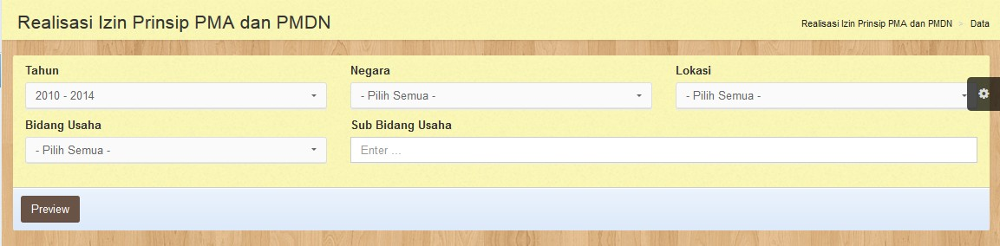 Realisasi Izin Prinsip PMA dan PMDN
Realisasi Izin Prinsip PMA dan PMDN > Data
Tahun Negara Lokasi
2010 - 2014 - Pilih Semua - - Pilih Semua -
Bidang Usaha Sub Bidang Usaha
- Pilih Semua - Enter ...
Preview